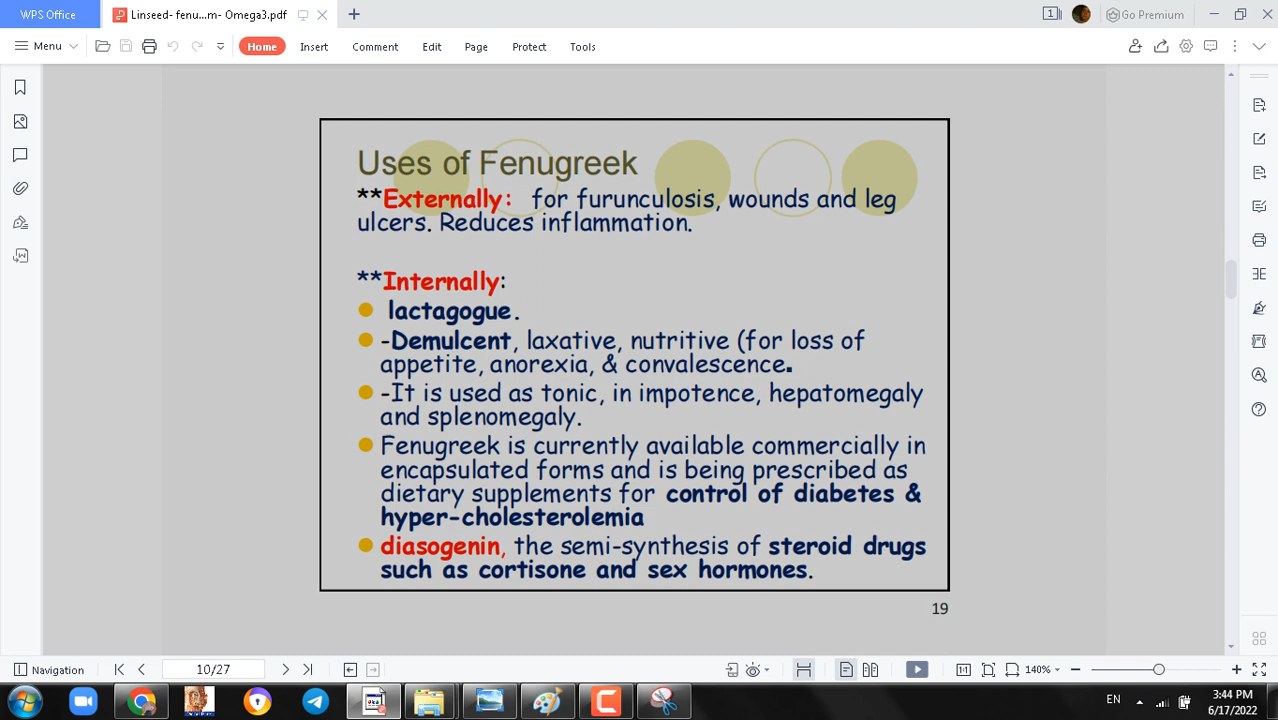 WPS Office
Linseed- fenu...m- Omega3.pdf
1
Go Premium
Menu
Home
Insert
Comment
Edit
Page
Protect
Tools
Uses of Fenugreek
**Externally: for furunculosis, wounds and leg
ulcers. Reduces inflammation.
**Internally:
lactagogue.
-Demulcent, laxative, nutritive (for loss of
appetite, anorexia, & convalescence.
-It is used as tonic, in impotence, hepatomegaly
and splenomegaly.
Fenugreek is currently available commercially in
encapsulated forms and is being prescribed as
dietary supplements for control of diabetes &
hyper-cholesterolemia
diasogenin, the semi-synthesis of steroid drugs
such as cortisone and sex hormones.
19
Navigation
10/27
1:1
140%
EN
3:44 PM
6/17/2022